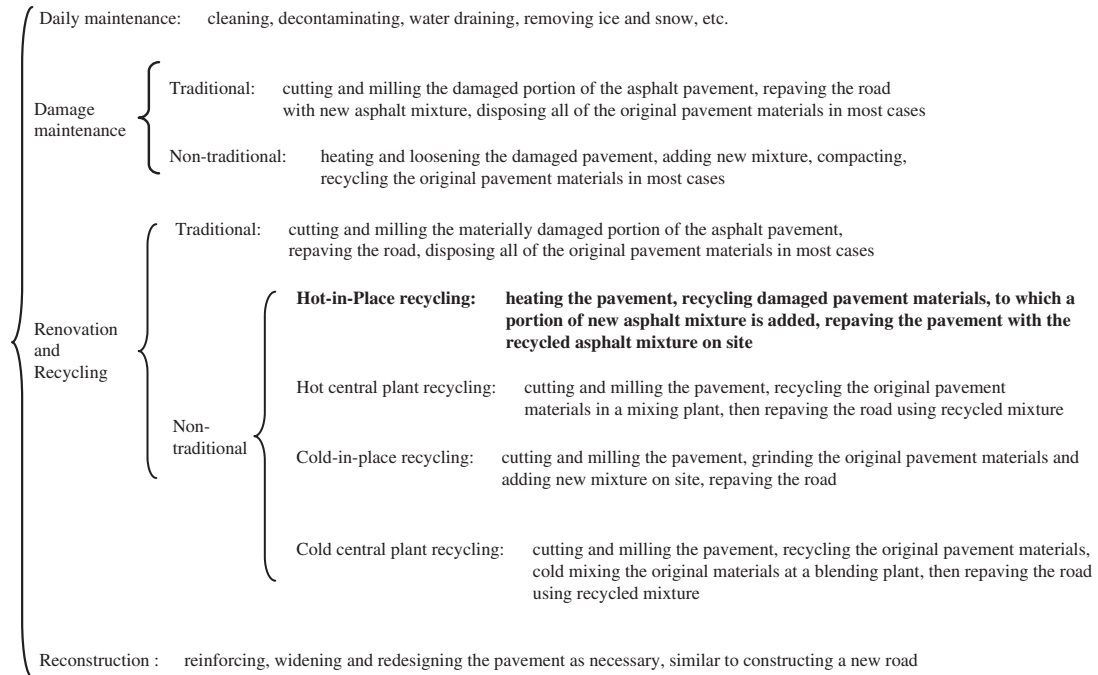 Daily maintenance: cleaning, decontaminating, water draining, removing ice and snow, etc.
Damage
maintenance
Traditional: cutting and milling the damaged portion of the asphalt pavement, repaving the road
with new asphalt mixture, disposing all of the original pavement materials in most cases
Non-traditional: heating and loosening the damaged pavement, adding new mixture, compacting,
recycling the original pavement materials in most cases
Renovation
and
Recycling
Traditional: cutting and milling the materially damaged portion of the asphalt pavement,
repaving the road, disposing all of the original pavement materials in most cases
Non-
traditional
Hot-in-Place recycling: heating the pavement, recycling damaged pavement materials, to which a
portion of new asphalt mixture is added, repaving the pavement with the
recycled asphalt mixture on site
Hot central plant recycling: cutting and milling the pavement, recycling the original pavement
materials in a mixing plant, then repaving the road using recycled mixture
Cold-in-place recycling: cutting and milling the pavement, grinding the original pavement materials and
adding new mixture on site, repaving the road
Cold central plant recycling: cutting and milling the pavement, recycling the original pavement materials,
cold mixing the original materials at a blending plant, then repaving the road
using recycled mixture
Reconstruction : reinforcing, widening and redesigning the pavement as necessary, similar to constructing a new road